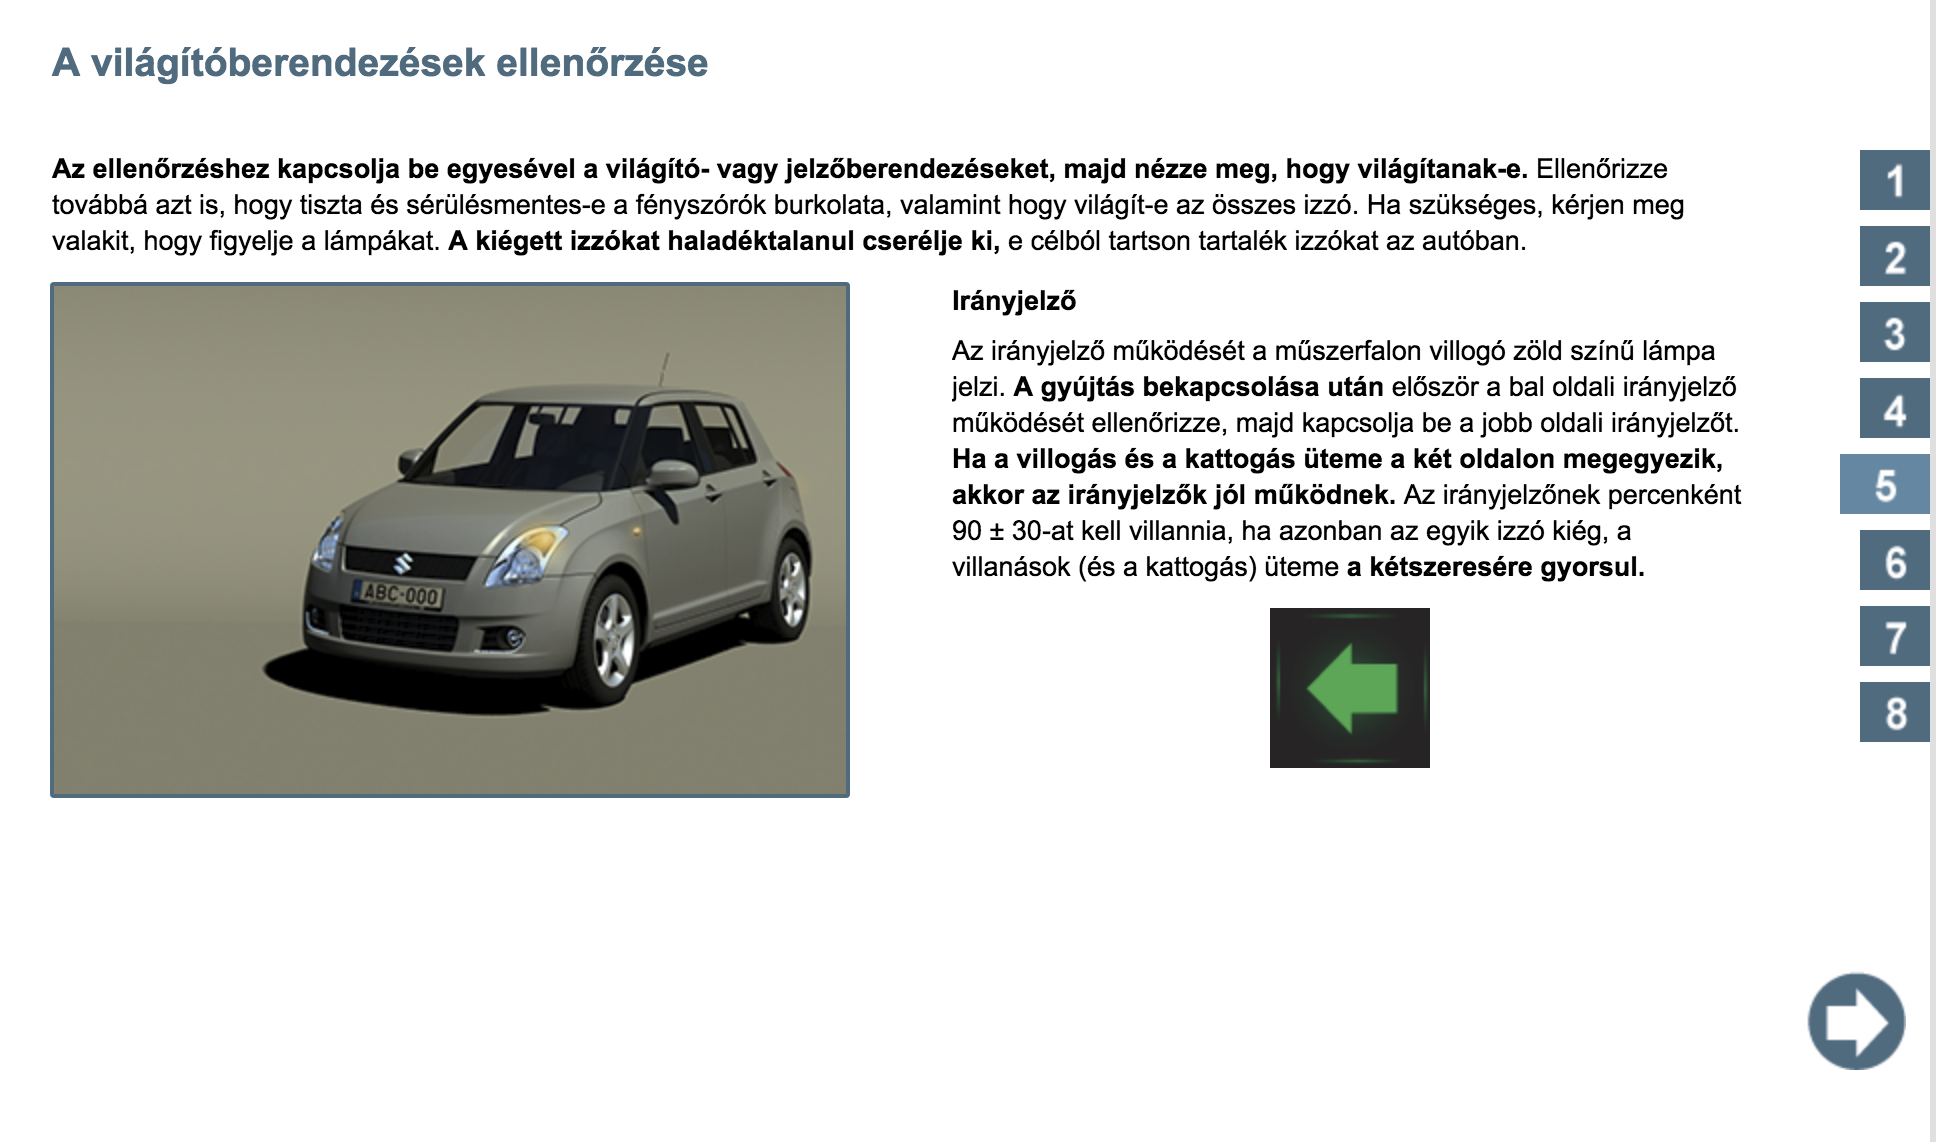 A világítóberendezések ellenőrzése
Az ellenőrzéshez kapcsolja be egyesével a világító- vagy jelzőberendezéseket, majd nézze meg, hogy világítanak-e. Ellenőrizze
továbbá azt is, hogy tiszta és sérülésmentes-e a fényszórók burkolata, valamint hogy világít-e az összes izzó. Ha szükséges, kérjen meg
valakit, hogy figyelje a lámpákat. A kiégett izzókat haladéktalanul cserélje ki, e célból tartson tartalék izzókat az autóban.
ABC-000
Irányjelző
Az irányjelző működését a műszerfalon villogó zöld színű lámpa
jelzi. A gyújtás bekapcsolása után először a bal oldali irányjelző
működését ellenőrizze, majd kapcsolja be a jobb oldali irányjelzőt.
Ha a villogás és a kattogás üteme a két oldalon megegyezik,
akkor az irányjelzők jól működnek. Az irányjelzőnek percenként
90 ± 30-at kell villannia, ha azonban az egyik izzó kiég, a
villanások (és a kattogás) üteme a kétszeresére gyorsul.
1
2
3
4
5
6
7
8